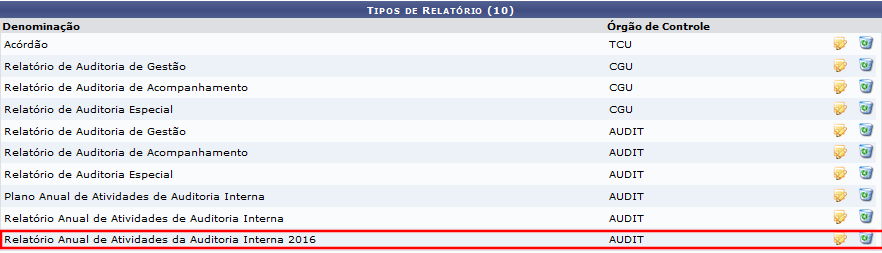 Tipos de Relatório (10)
Denominação Órgão de Controle
Acórdão TCU
Relatório de Auditoria de Gestão CGU
Relatório de Auditoria de Acompanhamento CGU
Relatório de Auditoria Especial CGU
Relatório de Auditoria de Gestão AUDIT
Relatório de Auditoria de Acompanhamento AUDIT
Relatório de Auditoria Especial AUDIT
Plano Anual de Atividades de Auditoria Interna AUDIT
Relatório Anual de Atividades de Auditoria Interna AUDIT
Relatório Anual de Atividades da Auditoria Interna 2016 AUDIT